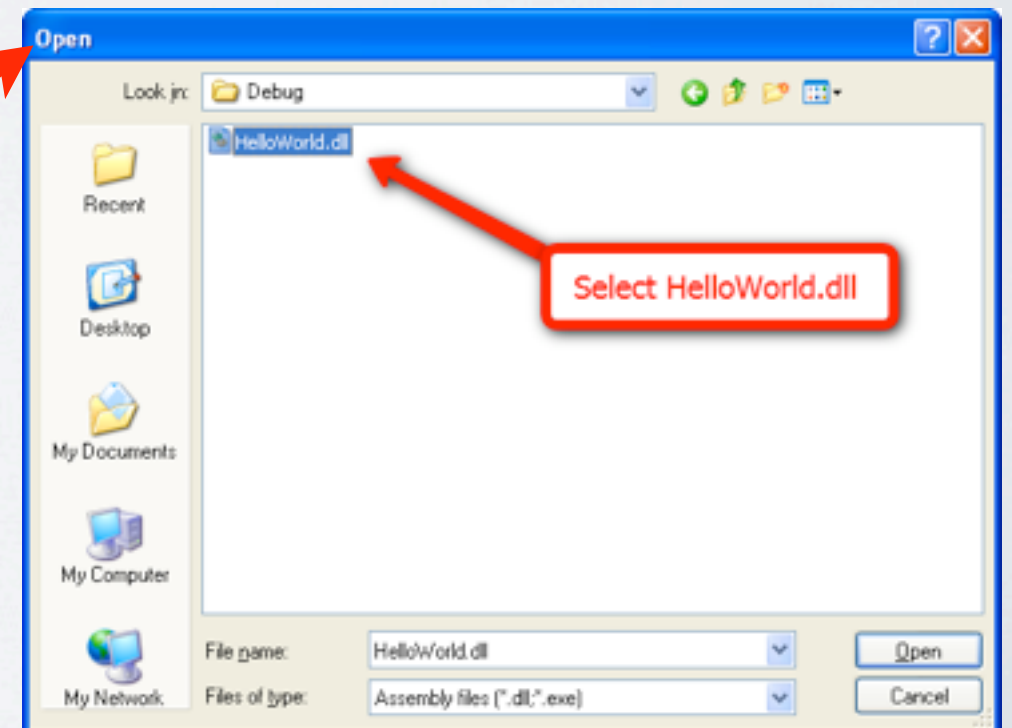 Open
Look in:
Debug
HelloWorld.dll
Select HelloWorld.dll
Recent
Desktop
My Documents
My Computer
My Network
File name:
HelloWorld.dll
Open
Files of type:
Assembly files (*.dll;*.exe)
Cancel